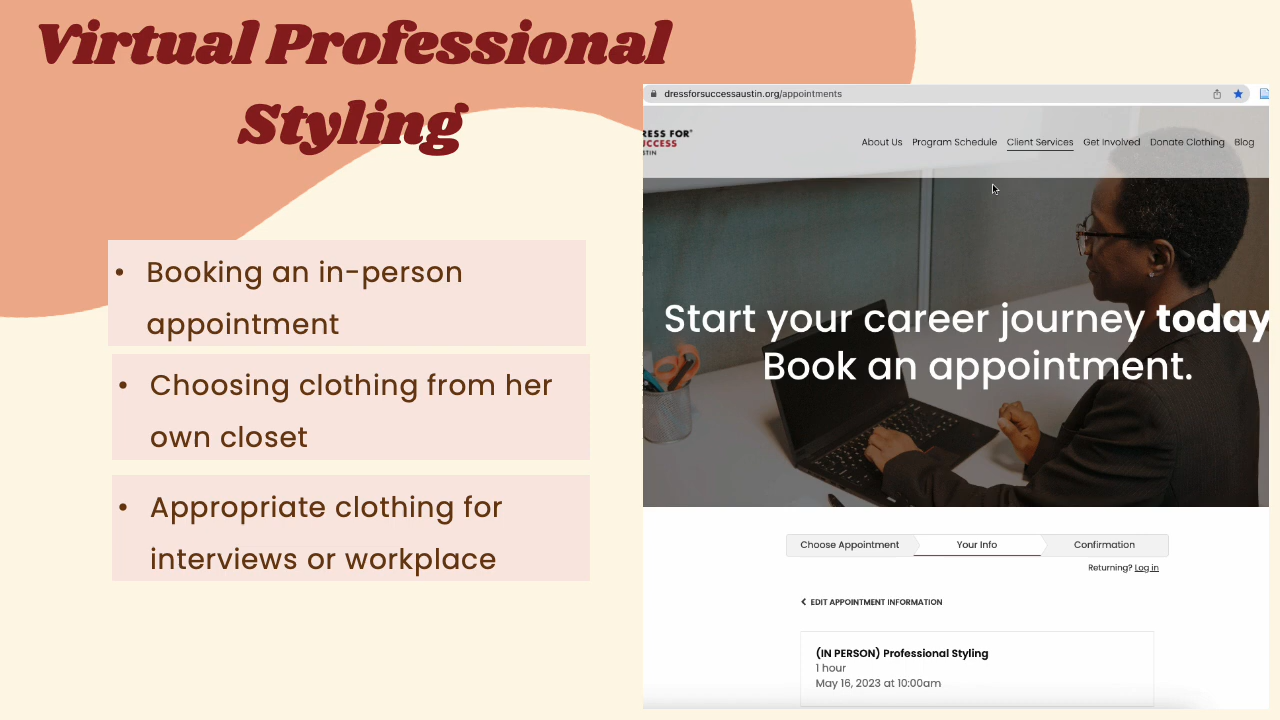 Virtual Professional
Styling
• Booking an in-person
appointment
• Choosing clothing from her
own closet
• Appropriate clothing for
interviews or workplace
dressforsuccessaustin.org/appointments
RESS FOR®
UCCESS
STIN
About Us Program Schedule Client Services Get Involved Donate Clothing Blog
Start your career journey today
Book an appointment.
Choose Appointment Your Info Confirmation
Returning? Log in
EDIT APPOINTMENT INFORMATION
(IN PERSON) Professional Styling
1 hour
May 16, 2023 at 10:00am